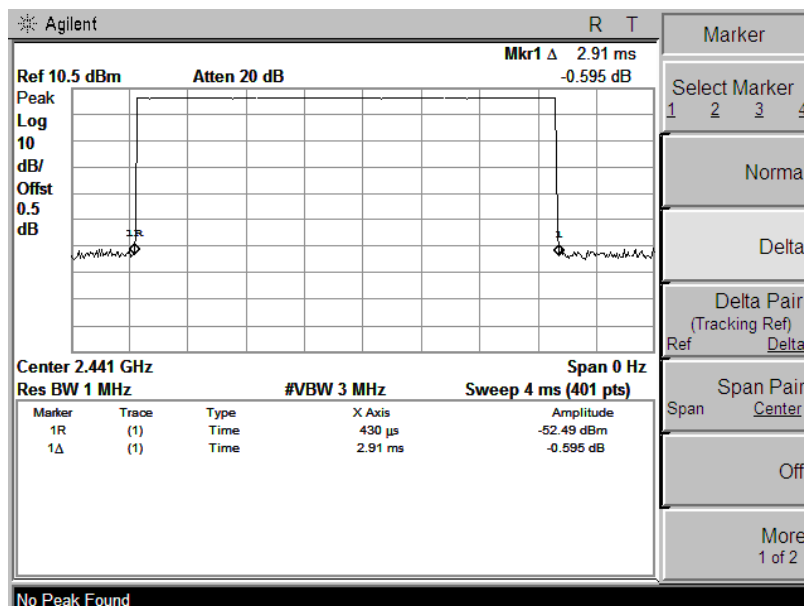 Agilent R T
Mkr1 Δ 2.91 ms
Ref 10.5 dBm Atten 20 dB -0.595 dB
Peak
Log
10
dB/
Offst
0.5
dB
1R
1
Center 2.441 GHz Span 0 Hz
Res BW 1 MHz #VBW 3 MHz Sweep 4 ms (401 pts)
Marker Trace Type X Axis Amplitude
1R (1) Time 430 µs -52.49 dBm
1Δ (1) Time 2.91 ms -0.595 dB
No Peak Found
Marker
Select Marker
1 2 3 4
Norma
Delta
Delta Pair
(Tracking Ref)
Ref Delta
Span Pair
Span Center
Off
More
1 of 2